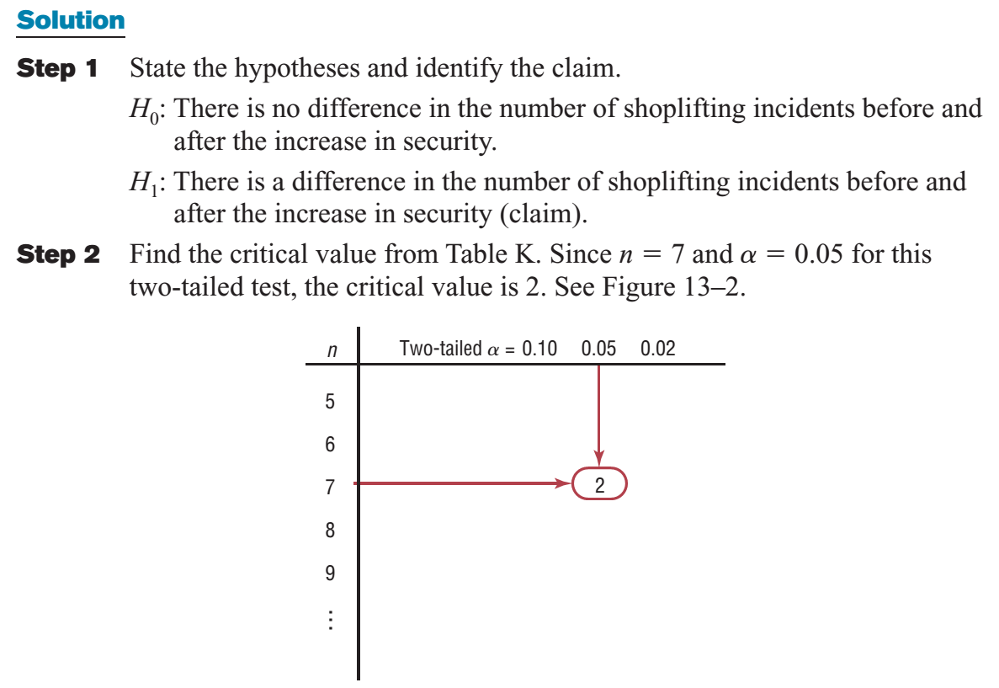 Solution
Step 1 State the hypotheses and identify the claim.
H₀: There is no difference in the number of shoplifting incidents before and
after the increase in security.
H₁: There is a difference in the number of shoplifting incidents before and
after the increase in security (claim).
Step 2 Find the critical value from Table K. Since n = 7 and α = 0.05 for this
two-tailed test, the critical value is 2. See Figure 13–2.
n Two-tailed α = 0.10 0.05 0.02
5
6
7 2
8
9
⋮